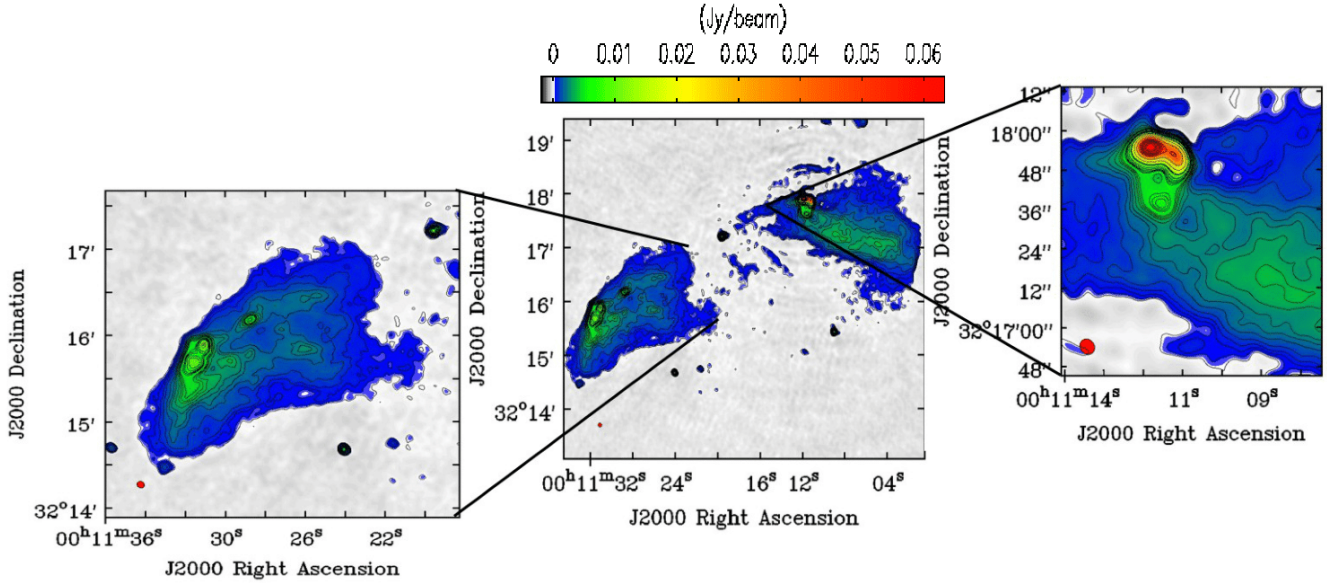 (Jy/beam)
0 0.01 0.02 0.03 0.04 0.05 0.06
J2000 Declination
17'
16'
15'
32°14'
00ʰ11ᵐ36ˢ 30ˢ 26ˢ 22ˢ
J2000 Right Ascension
J2000 Declination
19'
18'
17'
16'
15'
32°14'
00ʰ11ᵐ32ˢ 24ˢ 16ˢ 12ˢ 04ˢ
J2000 Right Ascension
J2000 Declination
12"
18'00"
48"
36"
24"
12"
32°17'00"
48"
00ʰ11ᵐ14ˢ 11ˢ 09ˢ
J2000 Right Ascension